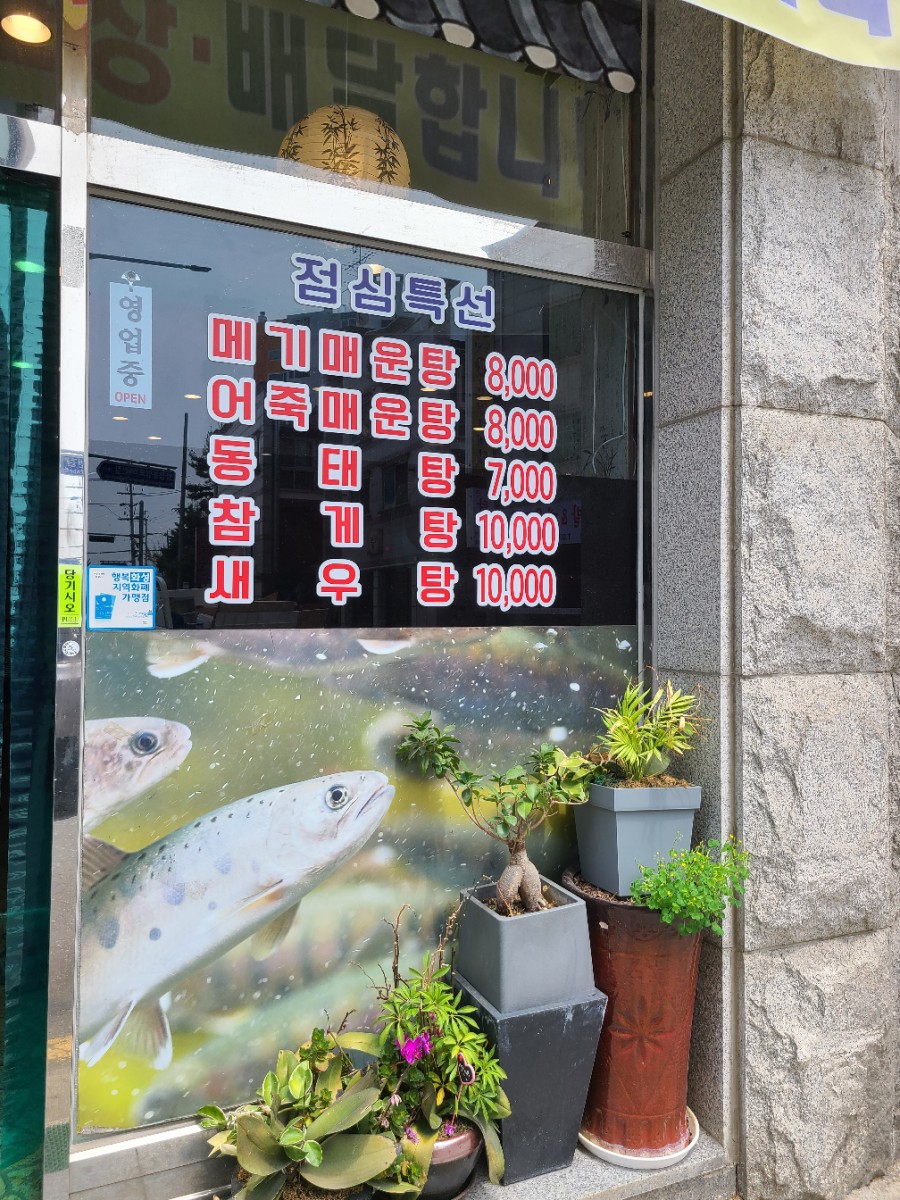 상·배달합니
점심특선
영업중
OPEN
메기매운탕 8,000
어죽매운탕 8,000
동태탕 7,000
참게탕 10,000
새우탕 10,000
당기시오
PULL
행복화성
지역화폐
가맹점